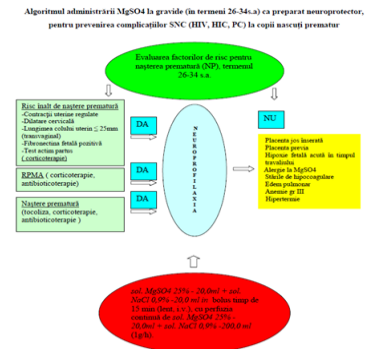 Algoritmul administrării MgSO4 la gravide (în termeni 26-34s.a) ca preparat neuroprotector,
pentru prevenirea complicațiilor SNC (HIV, HIC, PC) la copii nascuți prematur
Evaluarea factorilor de risc pentru
nașterea prematură (NP), termenul
26-34 s.a.
Risc înalt de naștere prematură
-Contracții uterine regulate
-Dilatare cervicală
-Lungimea colului uterin ≤ 25mm
(transvaginal)
-Fibronectina fetală pozitivă
-Test actim partus
( corticoterapie)
RPMA ( corticoterapie,
antibioticoterapie)
Naștere prematură
(tocoliza, corticoterapie,
antibioticoterapie )
DA
DA
DA
NEUROPROFILAXIA
NU
Placenta jos înserată
Placenta previa
Hipoxie fetală acută în timpul
travaliului
Alergie la MgSO4
Stările de hipocoagulare
Edem pulmonar
Anemie gr III
Hipertermie
sol. MgSO4 25% - 20,0ml + sol.
NaCl 0,9% -20,0 ml in bolus timp de
15 min (lent, i.v.), cu perfuzia
continuă de sol. MgSO4 25% -
20,0ml + sol. NaCl 0,9% -200,0 ml
(1g/h).